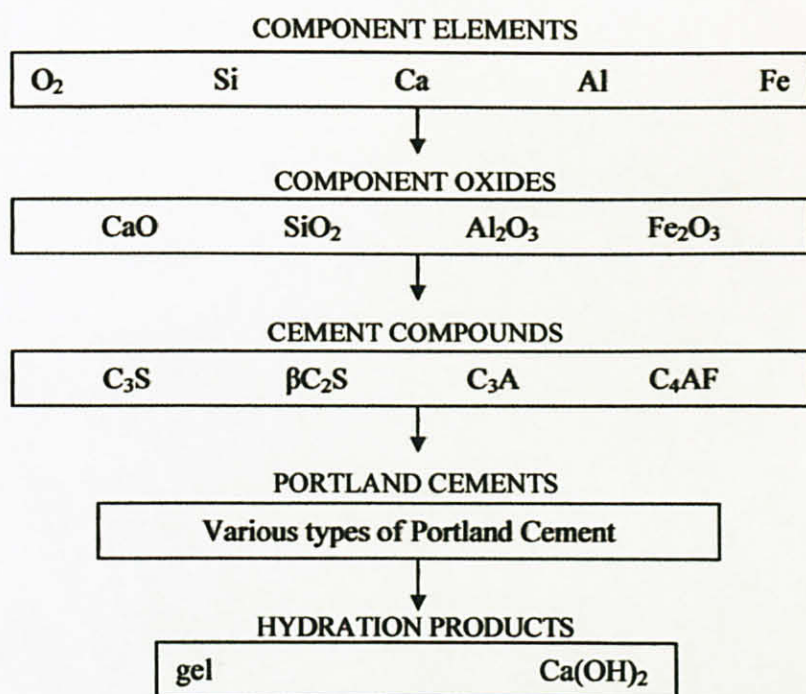 COMPONENT ELEMENTS
O₂ Si Ca Al Fe
COMPONENT OXIDES
CaO SiO₂ Al₂O₃ Fe₂O₃
CEMENT COMPOUNDS
C₃S βC₂S C₃A C₄AF
PORTLAND CEMENTS
Various types of Portland Cement
HYDRATION PRODUCTS
gel Ca(OH)₂